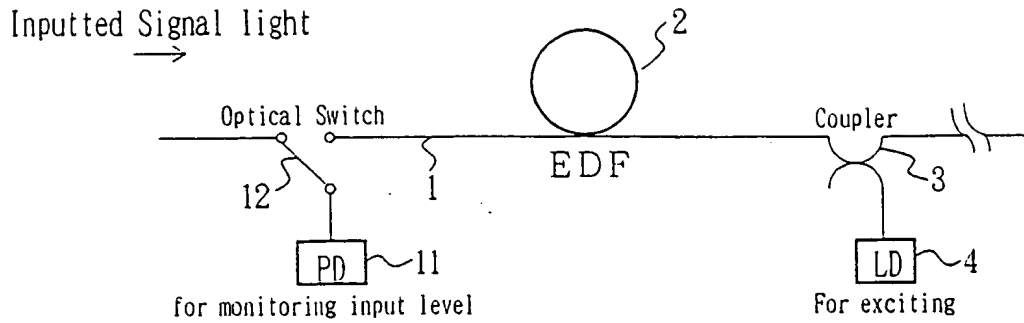 Inputted Signal light
2
Optical Switch
Coupler
12
1
EDF
3
PD
11
LD
4
for monitoring input level
For exciting